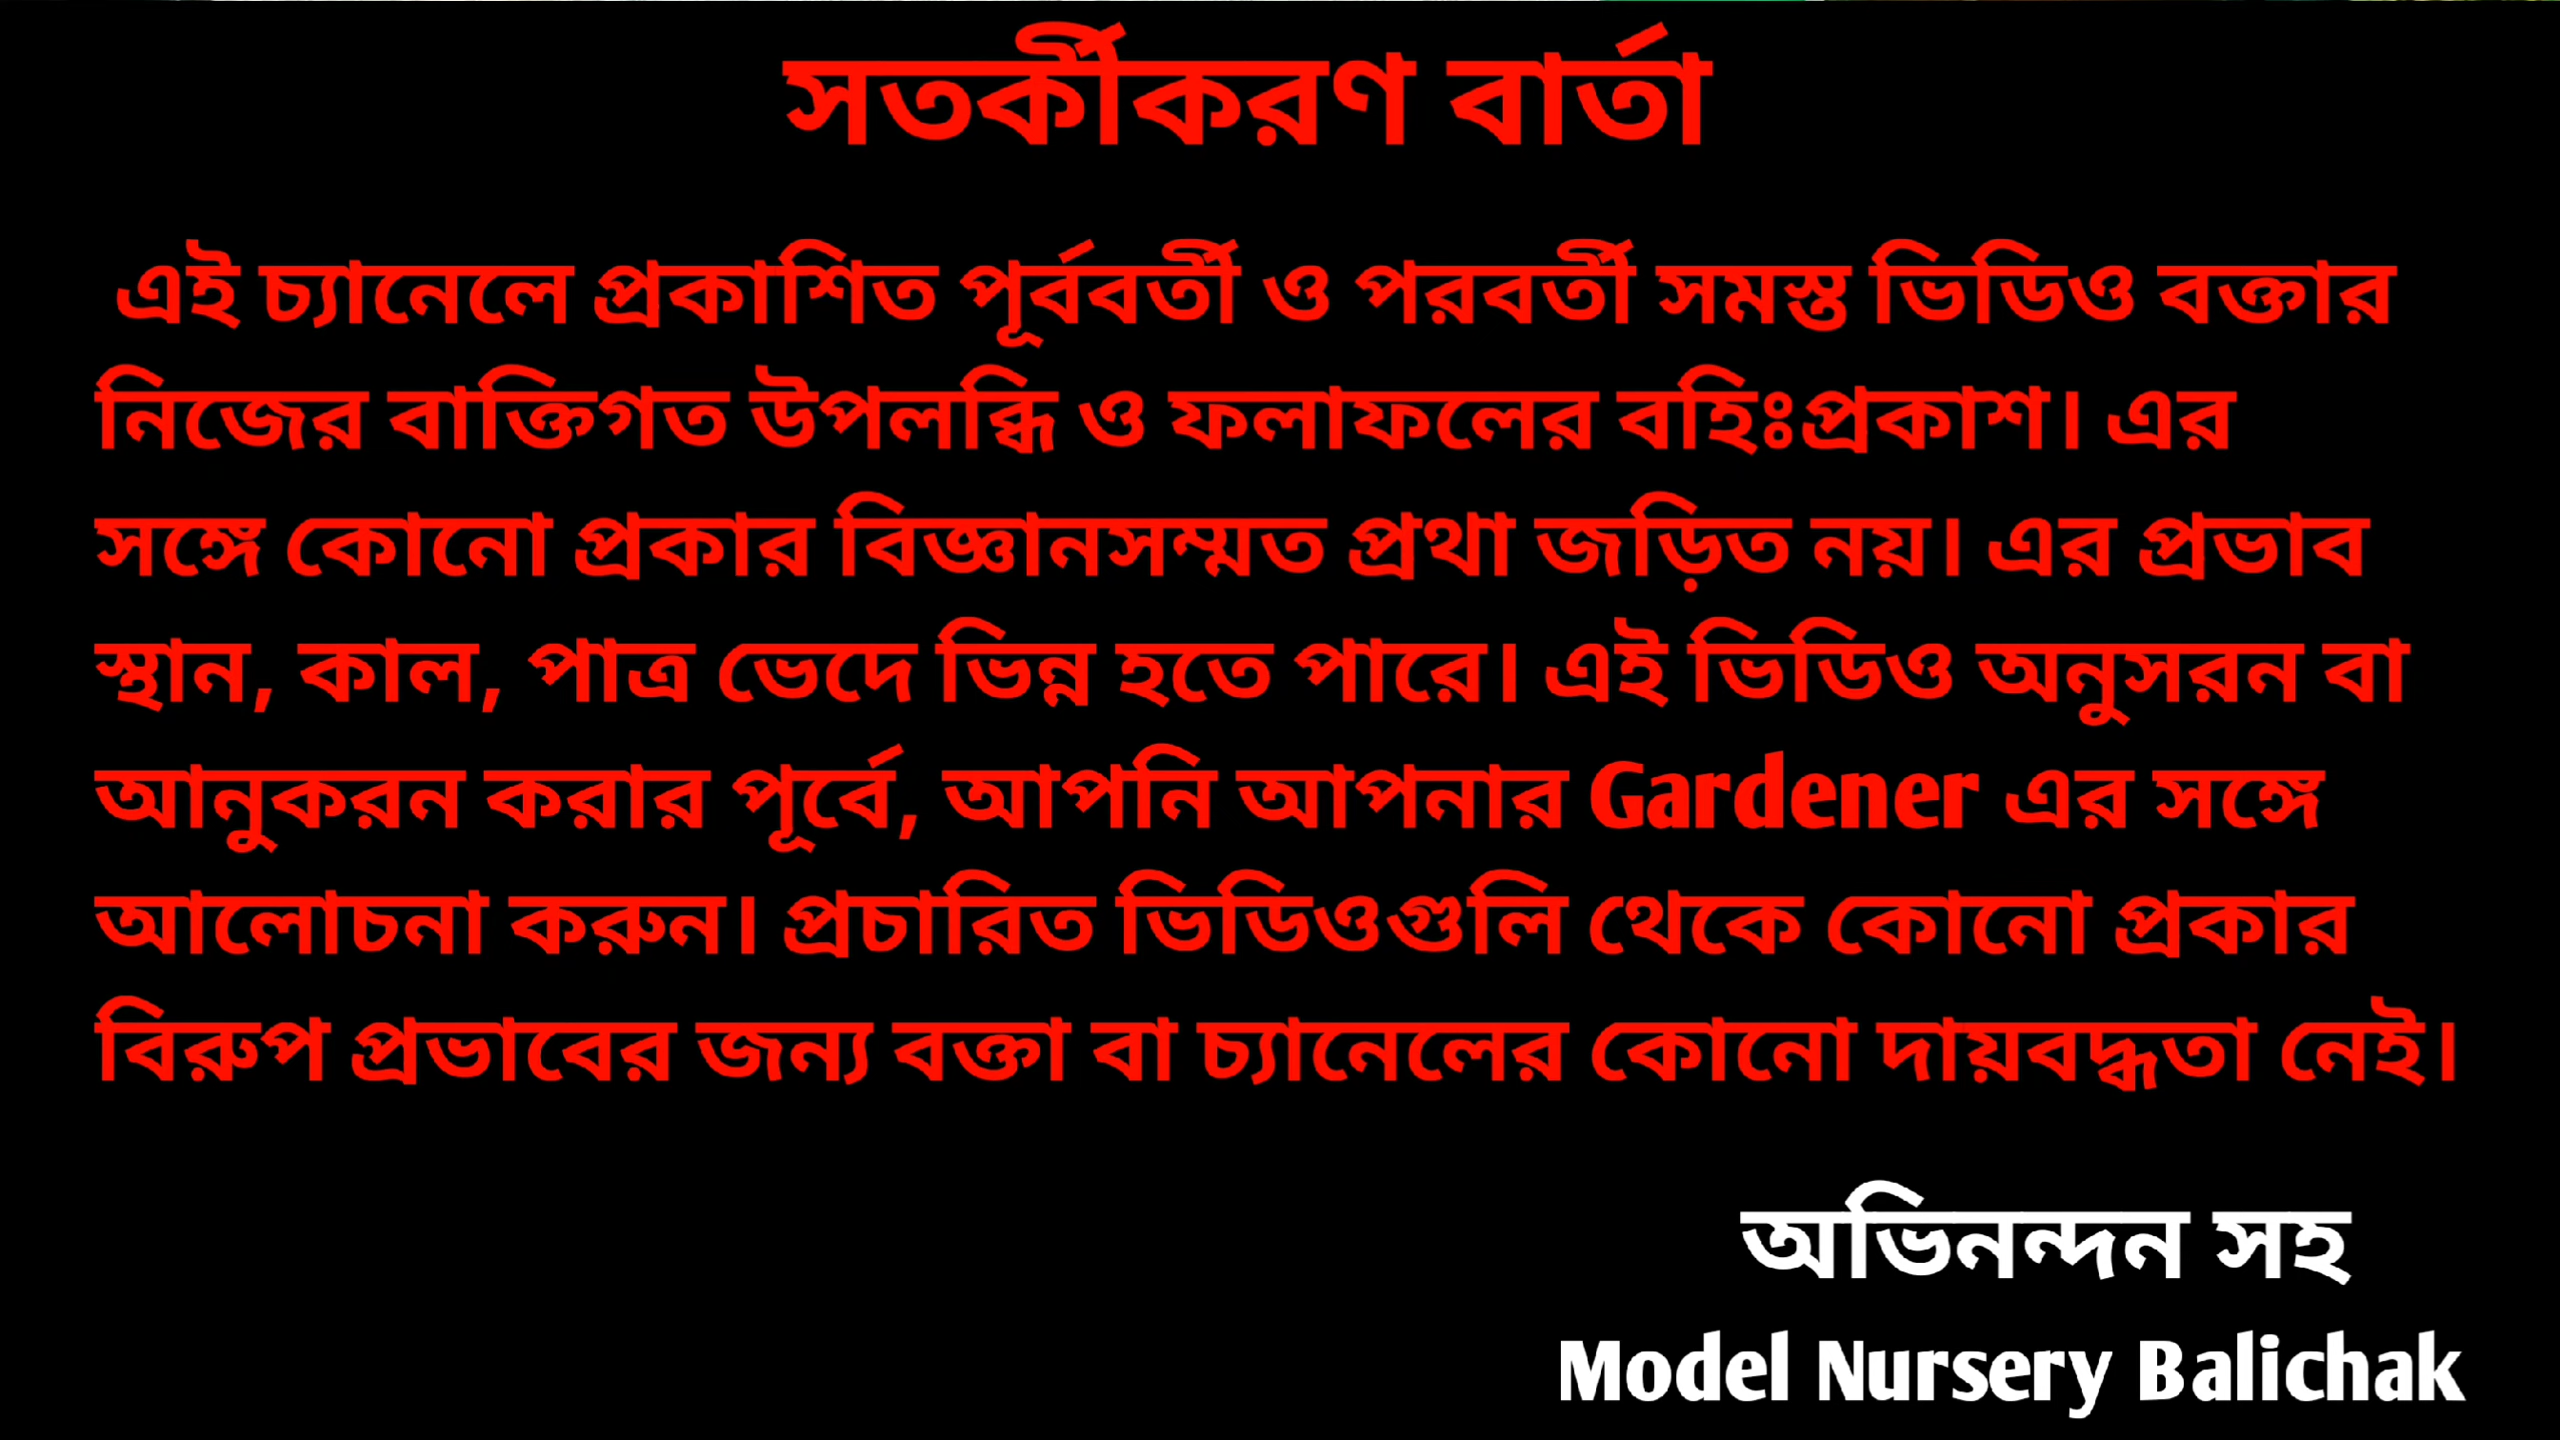 সতর্কীকরণ বার্তা
এই চ্যানেলে প্রকাশিত পূর্ববর্তী ও পরবর্তী সমস্ত ভিডিও বক্তার
নিজের বাক্তিগত উপলব্ধি ও ফলাফলের বহিঃপ্রকাশ। এর
সঙ্গে কোনো প্রকার বিজ্ঞানসম্মত প্রথা জড়িত নয়। এর প্রভাব
স্থান, কাল, পাত্র ভেদে ভিন্ন হতে পারে। এই ভিডিও অনুসরন বা
আনুকরন করার পূর্বে, আপনি আপনার Gardener এর সঙ্গে
আলোচনা করুন। প্রচারিত ভিডিওগুলি থেকে কোনো প্রকার
বিরুপ প্রভাবের জন্য বক্তা বা চ্যানেলের কোনো দায়বদ্ধতা নেই।
অভিনন্দন সহ
Model Nursery Balichak